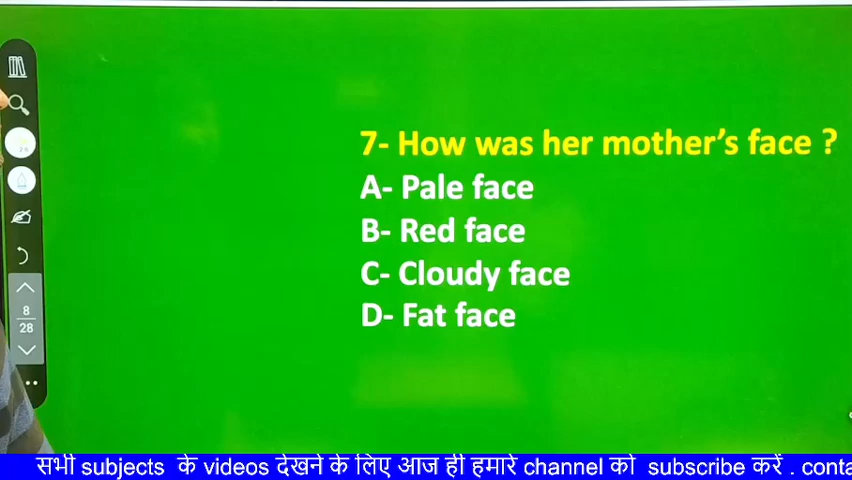 7- How was her mother's face ?
A- Pale face
B- Red face
C- Cloudy face
D- Fat face
8
28
सभी subjects के videos देखने के लिए आज ही हमारे channel को subscribe करें . conta